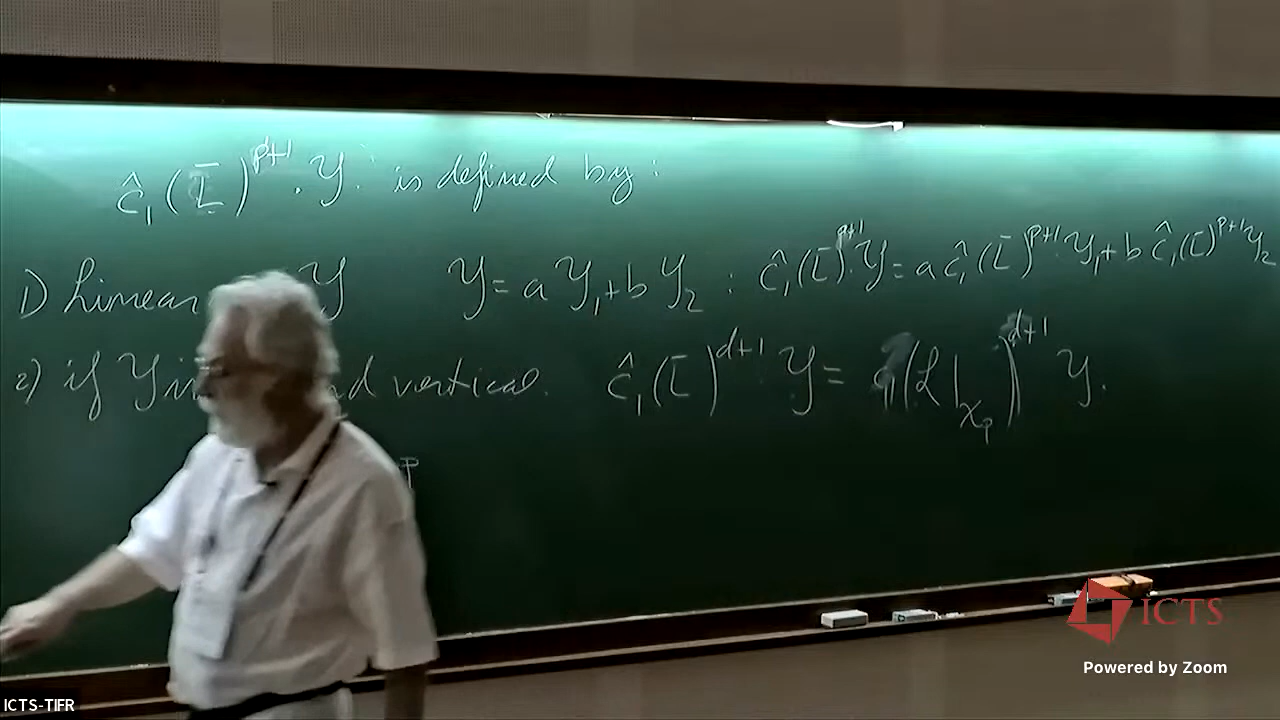 ĉ₁(L̄)^{p+1}. 𝒴. is defined by:
1) Linear 𝒴 𝒴 = a 𝒴₁ + b 𝒴₂ : ĉ₁(L̄)^{p+1}. 𝒴 = a ĉ₁(L̄)^{p+1}. 𝒴₁ + b ĉ₁(L̄)^{p+1} 𝒴₂
2) if 𝒴 vertical. ĉ₁(L̄)^{d+1} 𝒴 = (ℒ|_{χ_p})^{d+1} 𝒴.
ICTS
Powered by Zoom
ICTS-TIFR